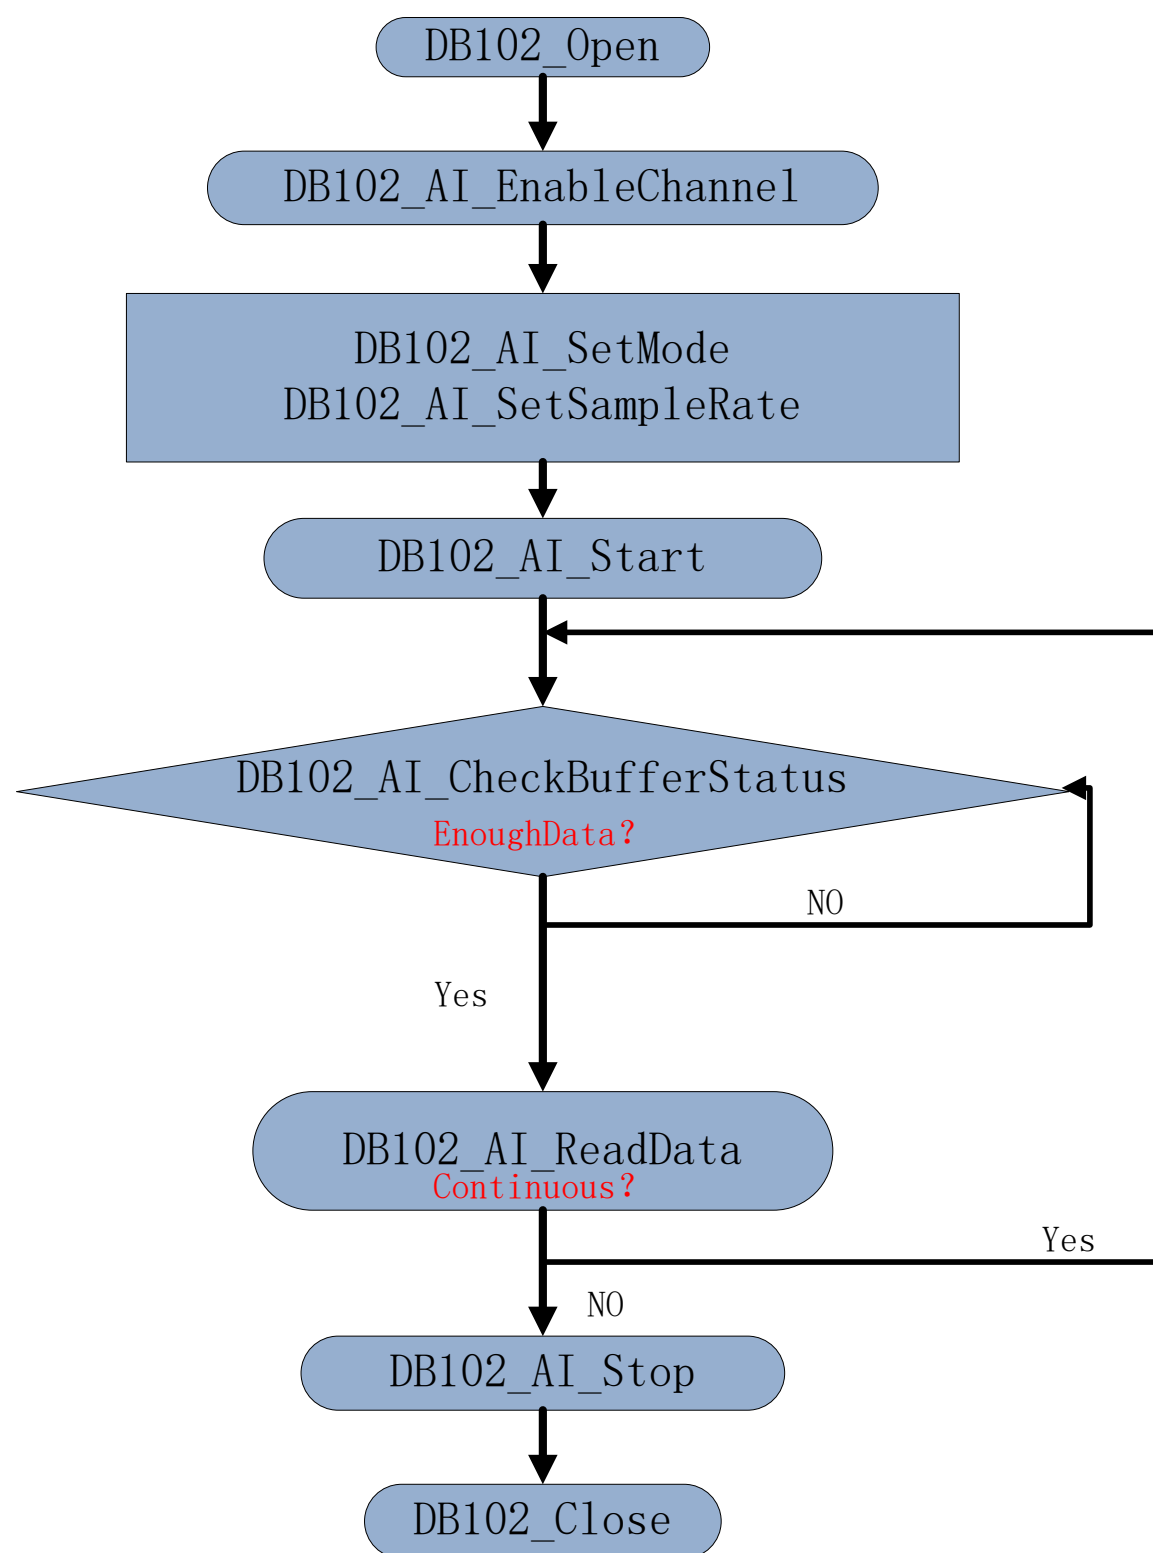 DB102_Open
DB102_AI_EnableChannel
DB102_AI_SetMode
DB102_AI_SetSampleRate
DB102_AI_Start
DB102_AI_CheckBufferStatus
EnoughData?
NO
Yes
DB102_AI_ReadData
Continuous?
Yes
NO
DB102_AI_Stop
DB102_Close